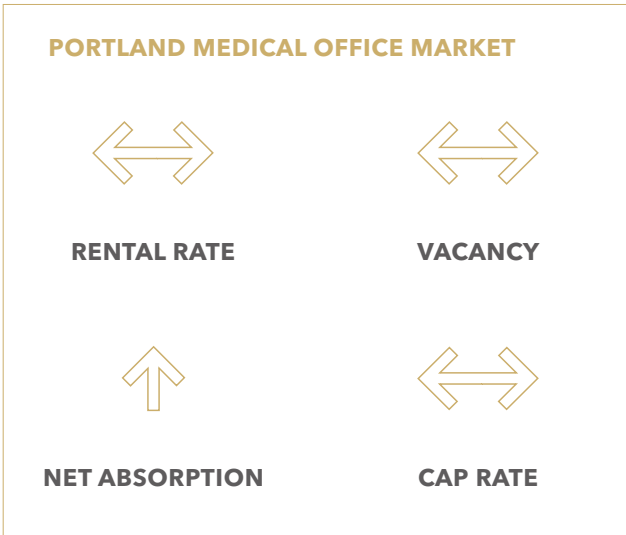 PORTLAND MEDICAL OFFICE MARKET
RENTAL RATE
VACANCY
NET ABSORPTION
CAP RATE